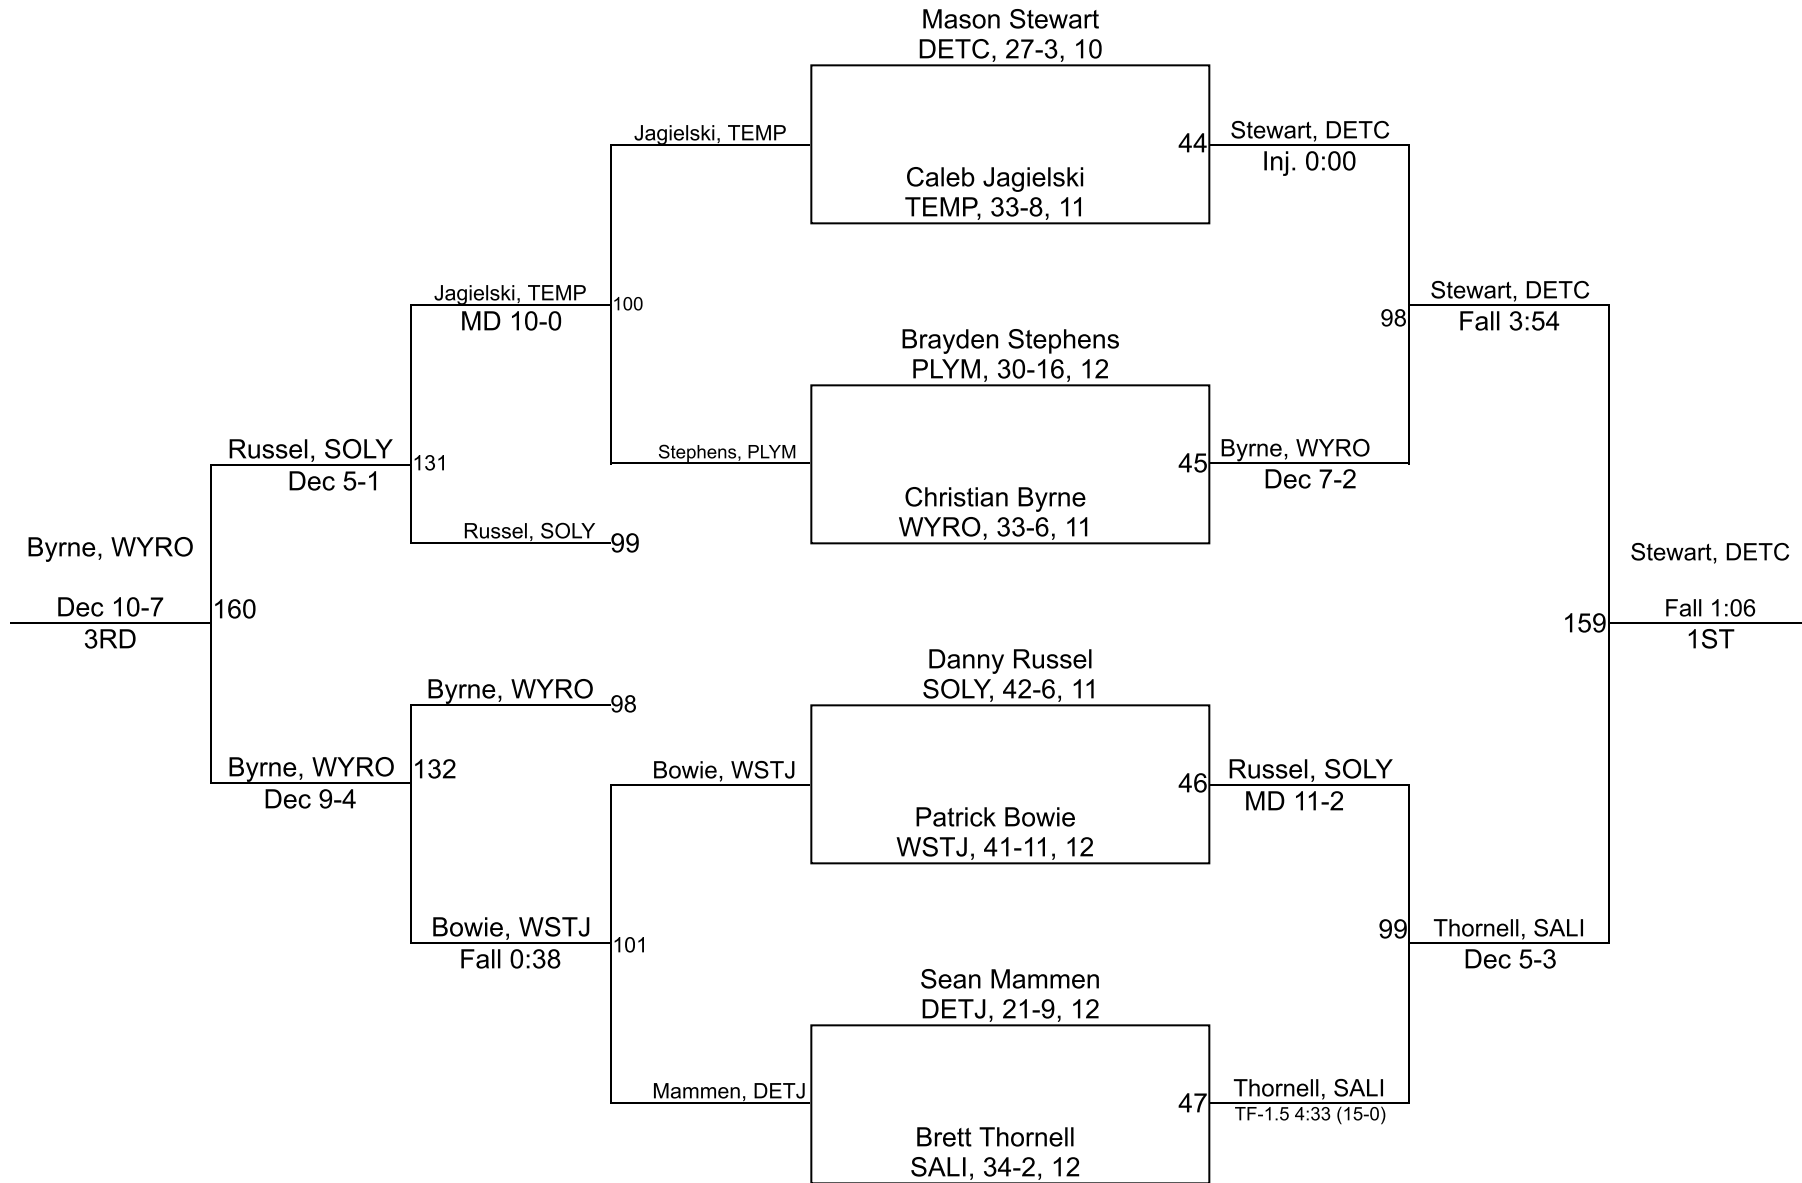 Mason Stewart
DETC, 27-3, 10
Jagielski, TEMP
44
Stewart, DETC
Inj. 0:00
Caleb Jagielski
TEMP, 33-8, 11
Jagielski, TEMP
MD 10-0
100
98
Stewart, DETC
Fall 3:54
Brayden Stephens
PLYM, 30-16, 12
Russel, SOLY
Dec 5-1
131
Stephens, PLYM
45
Byrne, WYRO
Dec 7-2
Christian Byrne
WYRO, 33-6, 11
Russel, SOLY
99
Byrne, WYRO
Dec 10-7
3RD
160
Stewart, DETC
159
Fall 1:06
1ST
Danny Russel
SOLY, 42-6, 11
Byrne, WYRO
98
Byrne, WYRO
Dec 9-4
132
Bowie, WSTJ
46
Russel, SOLY
MD 11-2
Patrick Bowie
WSTJ, 41-11, 12
Bowie, WSTJ
Fall 0:38
101
99
Thornell, SALI
Dec 5-3
Sean Mammen
DETJ, 21-9, 12
Mammen, DETJ
47
Thornell, SALI
TF-1.5 4:33 (15-0)
Brett Thornell
SALI, 34-2, 12